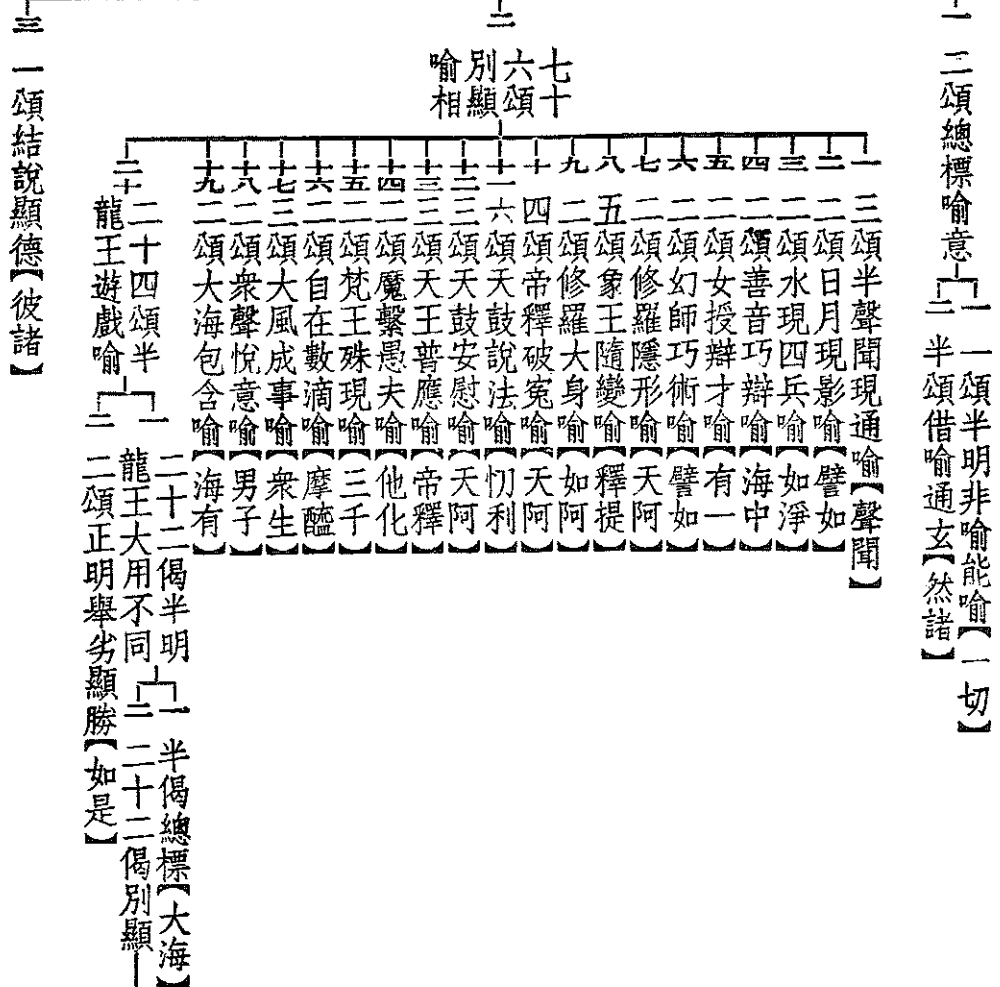 一 二頌總標喻意
一 一頌半明非喻能喻【一切】
二 半頌借喻通玄【然諸】
二
七十
六頌
別顯
喻相
一 三頌半聲聞現通喻【聲聞】
二 二頌日月現影喻【譬如】
三 二頌水現四兵喻【如淨】
四 二頌善音巧辯喻【海中】
五 二頌女授辯才喻【有一】
六 二頌幻師巧術喻【譬如】
七 二頌修羅隱形喻【天阿】
八 五頌象王隨變喻【釋提】
九 二頌修羅大身喻【如阿】
十 四頌帝釋破寃喻【天阿】
十一 六頌天鼓說法喻【忉利】
十二 三頌天鼓安慰喻【天阿】
十三 三頌天王普應喻【帝釋】
十四 二頌魔繫愚夫喻【他化】
十五 二頌梵王殊現喻【三千】
十六 二頌自在數滴喻【摩醯】
十七 三頌大風成事喻【衆生】
十八 二頌衆聲悅意喻【男子】
十九 二頌大海包含喻【海有】
二十 二十四頌半
龍王遊戲喻
一 二十二偈半明
龍王大用不同
一 半偈總標【大海】
二 二十二偈別顯
二 二頌正明舉劣顯勝【如是】
三 一頌結說顯德【彼諸】